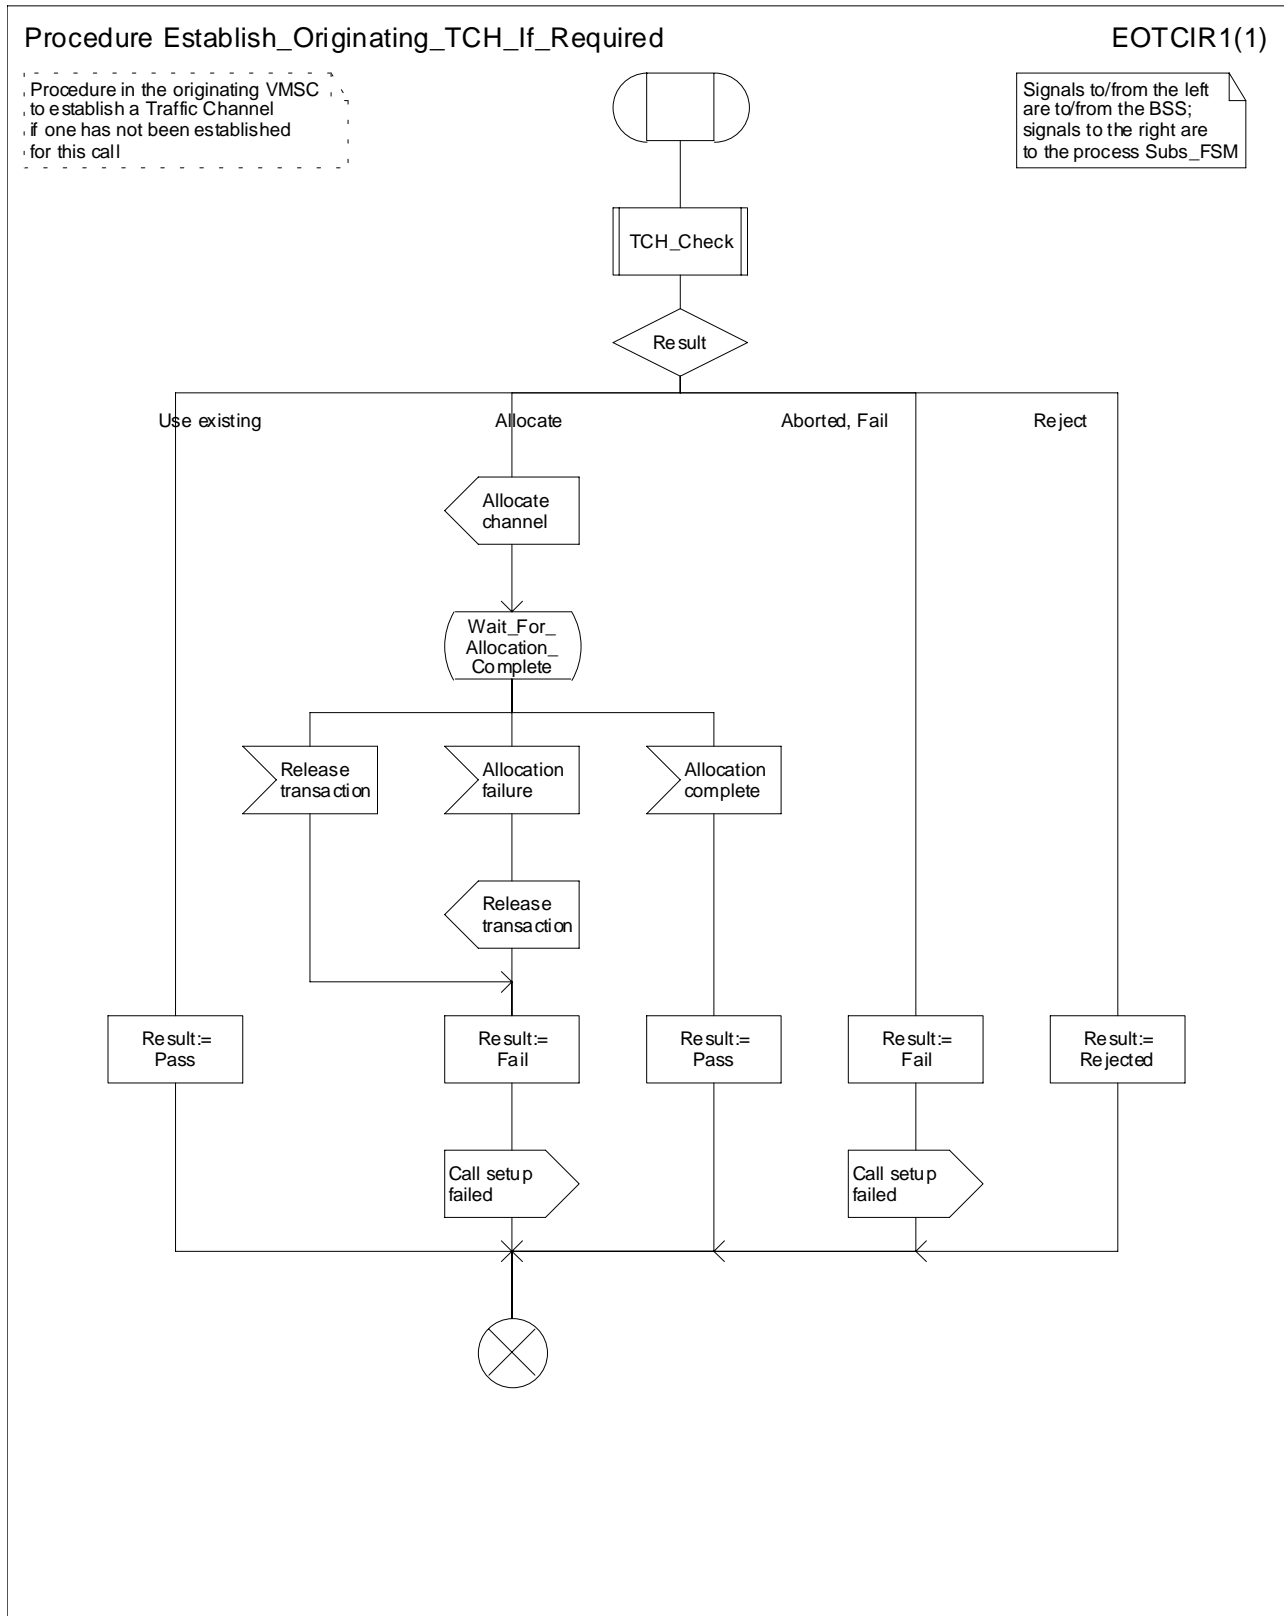 Procedure Establish_Originating_TCH_If_Required
EOTCIR1(1)
Procedure in the originating VMSC
to establish a Traffic Channel
if one has not been established
for this call
Signals to/from the left
are to/from the BSS;
signals to the right are
to the process Subs_FSM
TCH_Check
Result
Use existing
Allocate
Aborted, Fail
Reject
Allocate
channel
Wait_For_
Allocation_
Complete
Release
transaction
Allocation
failure
Allocation
complete
Release
transaction
Result:=
Pass
Result:=
Fail
Result:=
Pass
Result:=
Fail
Result:=
Rejected
Call setup
failed
Call setup
failed